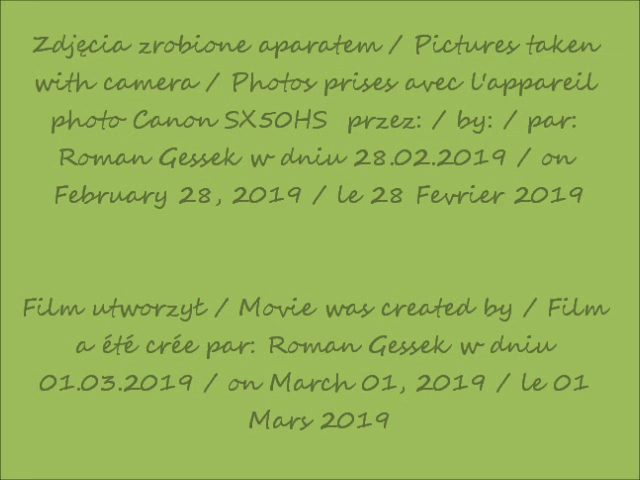 Zdjęcia zrobione aparatem / Pictures taken
with camera / Photos prises avec l'appareil
photo Canon SX50HS przez: / by: / par:
Roman Gessek w dniu 28.02.2019 / on
February 28, 2019 / le 28 Fevrier 2019
Film utworzył / Movie was created by / Film
a été crée par: Roman Gessek w dniu
01.03.2019 / on March 01, 2019 / le 01
Mars 2019